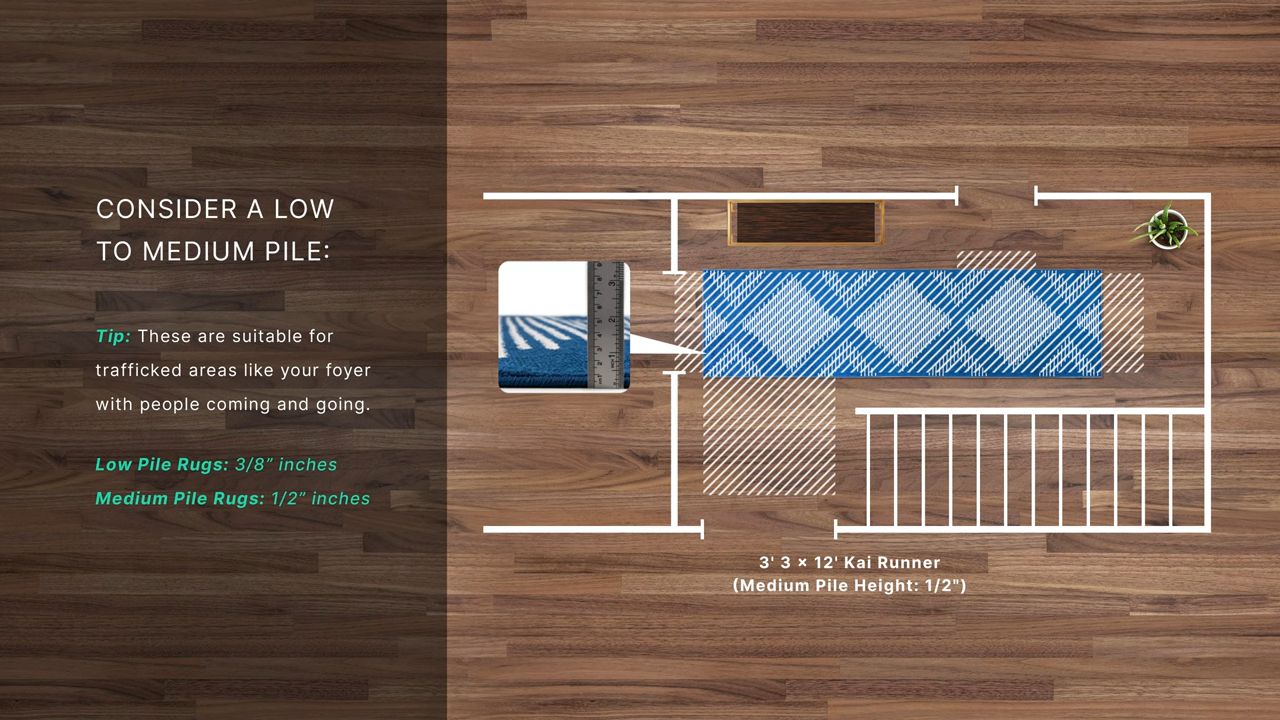 CONSIDER A LOW
TO MEDIUM PILE:
Tip: These are suitable for
trafficked areas like your foyer
with people coming and going.
Low Pile Rugs: 3/8” inches
Medium Pile Rugs: 1/2” inches
3' 3 × 12' Kai Runner
(Medium Pile Height: 1/2")